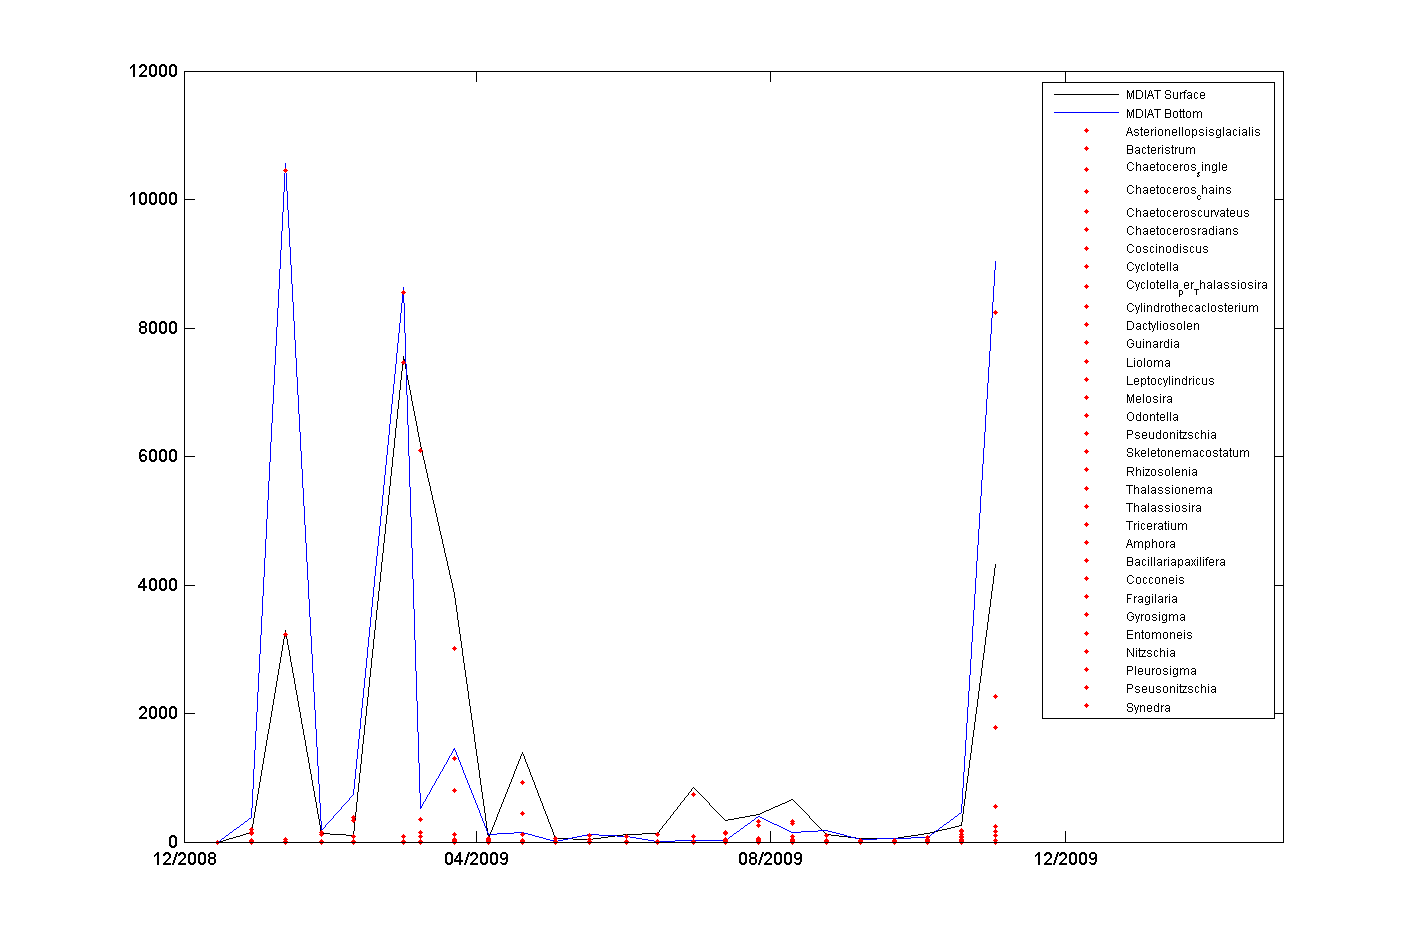 12000
10000
8000
6000
4000
2000
0
12/2008
04/2009
08/2009
12/2009
MDIAT Surface
MDIAT Bottom
Asterionellopsisglacialis
Bacteristrum
Chaetoceros_single
Chaetoceros_chains
Chaetoceroscurvateus
Chaetocerosradians
Coscinodiscus
Cyclotella
Cyclotella_per_Thalassiosira
Cylindrothecaclosterium
Dactyliosolen
Guinardia
Lioloma
Leptocylindricus
Melosira
Odontella
Pseudonitzschia
Skeletonemacostatum
Rhizosolenia
Thalassionema
Thalassiosira
Triceratium
Amphora
Bacillariapaxilifera
Cocconeis
Fragilaria
Gyrosigma
Entomoneis
Nitzschia
Pleurosigma
Pseusonitzschia
Synedra